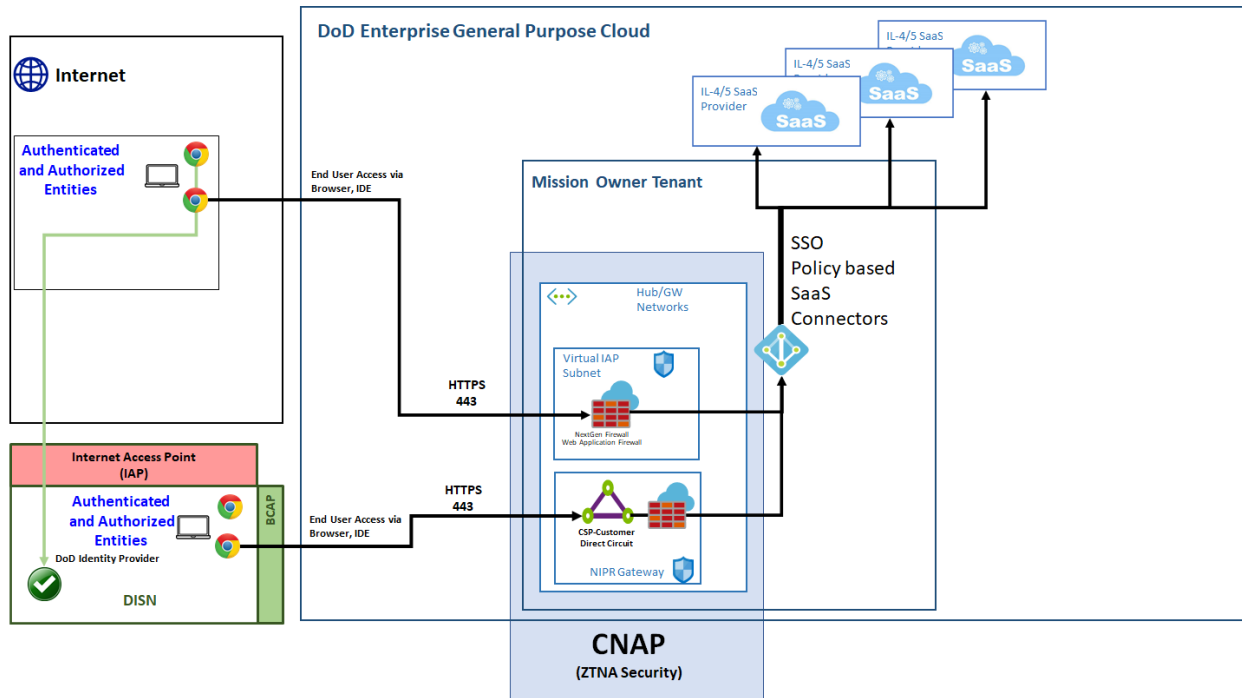 DoD Enterprise General Purpose Cloud
Internet
Authenticated
and Authorized
Entities
End User Access via
Browser, IDE
IL-4/5 SaaS
Provider
SaaS
IL-4/5 SaaS
SaaS
IL-4/5 SaaS
SaaS
Mission Owner Tenant
SSO
Policy based
SaaS
Connectors
Hub/GW
Networks
Virtual IAP
Subnet
HTTPS
443
NextGen Firewall
Web Application Firewall
Internet Access Point
(IAP)
BCAP
Authenticated
and Authorized
Entities
DoD Identity Provider
DISN
End User Access via
Browser, IDE
HTTPS
443
CSP-Customer
Direct Circuit
NIPR Gateway
CNAP
(ZTNA Security)